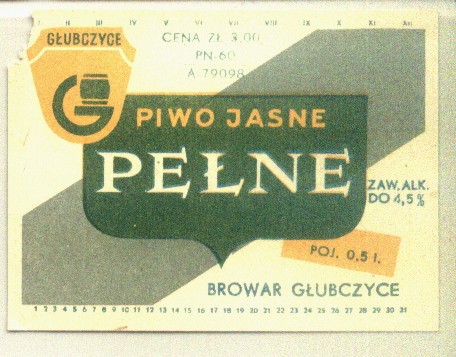 I II III IV V VI VII VIII IX X XI XII
GŁUBCZYCE
CENA ZŁ 3,00
PN-60
A 79098
G
PIWO JASNE
PEŁNE
ZAW. ALK.
DO 4,5%
POJ. 0.5 l.
BROWAR GŁUBCZYCE
1 2 3 4 5 6 7 8 9 10 11 12 13 14 15 16 17 18 19 20 21 22 23 24 25 26 27 28 29 30 31